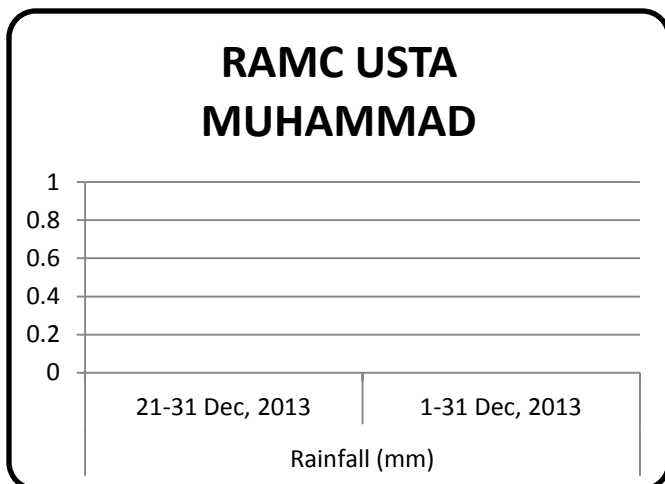 RAMC USTA
MUHAMMAD
1
0.8
0.6
0.4
0.2
0
21-31 Dec, 2013 1-31 Dec, 2013
Rainfall (mm)